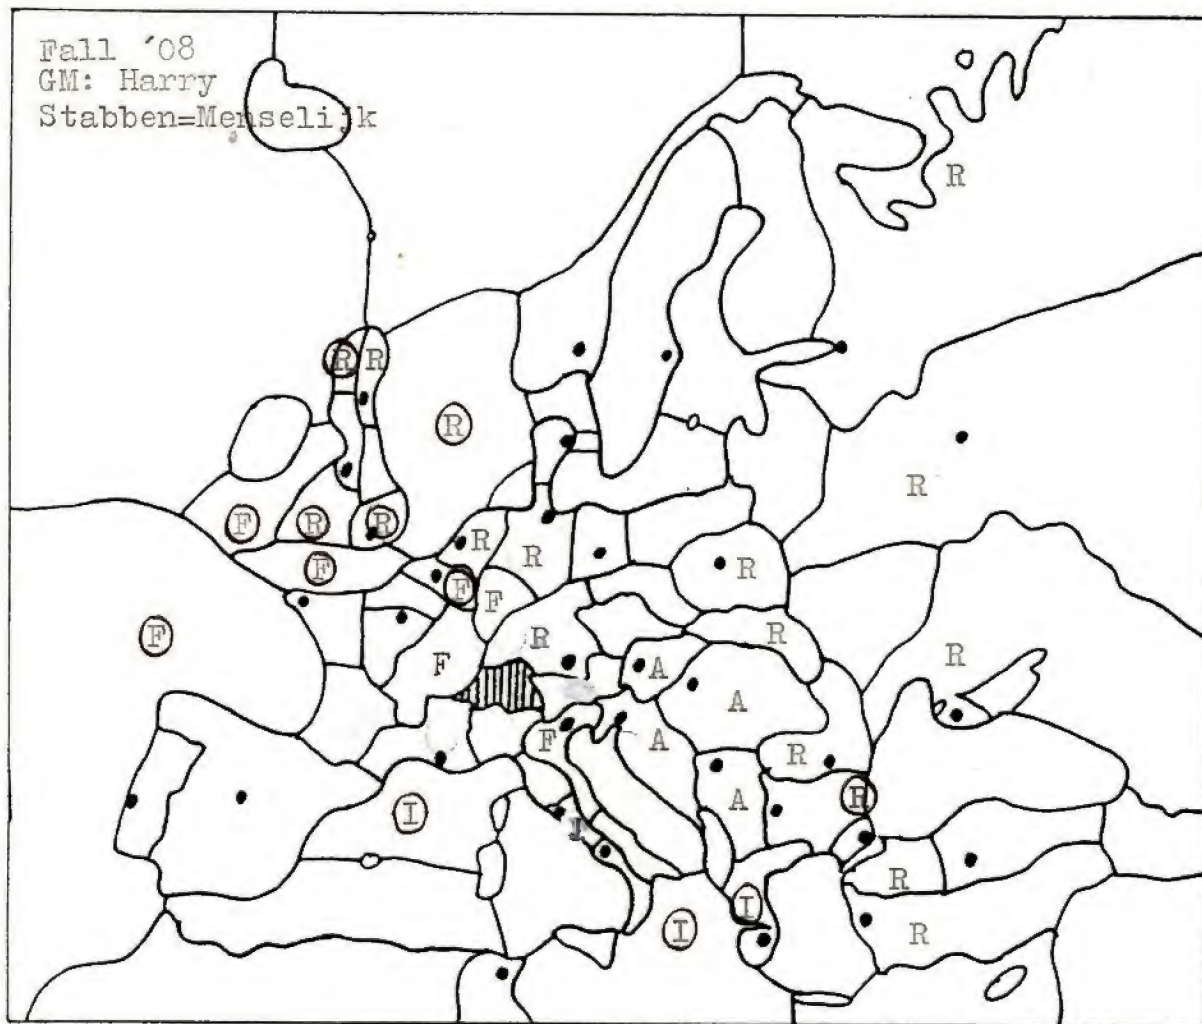 Fall '08
GM: Harry
Stabben=Menselijk
R
R R
R
R
F R R
R R
F F R
F F
R
F R A R
A
F A R
I A R
I
R
I R
I